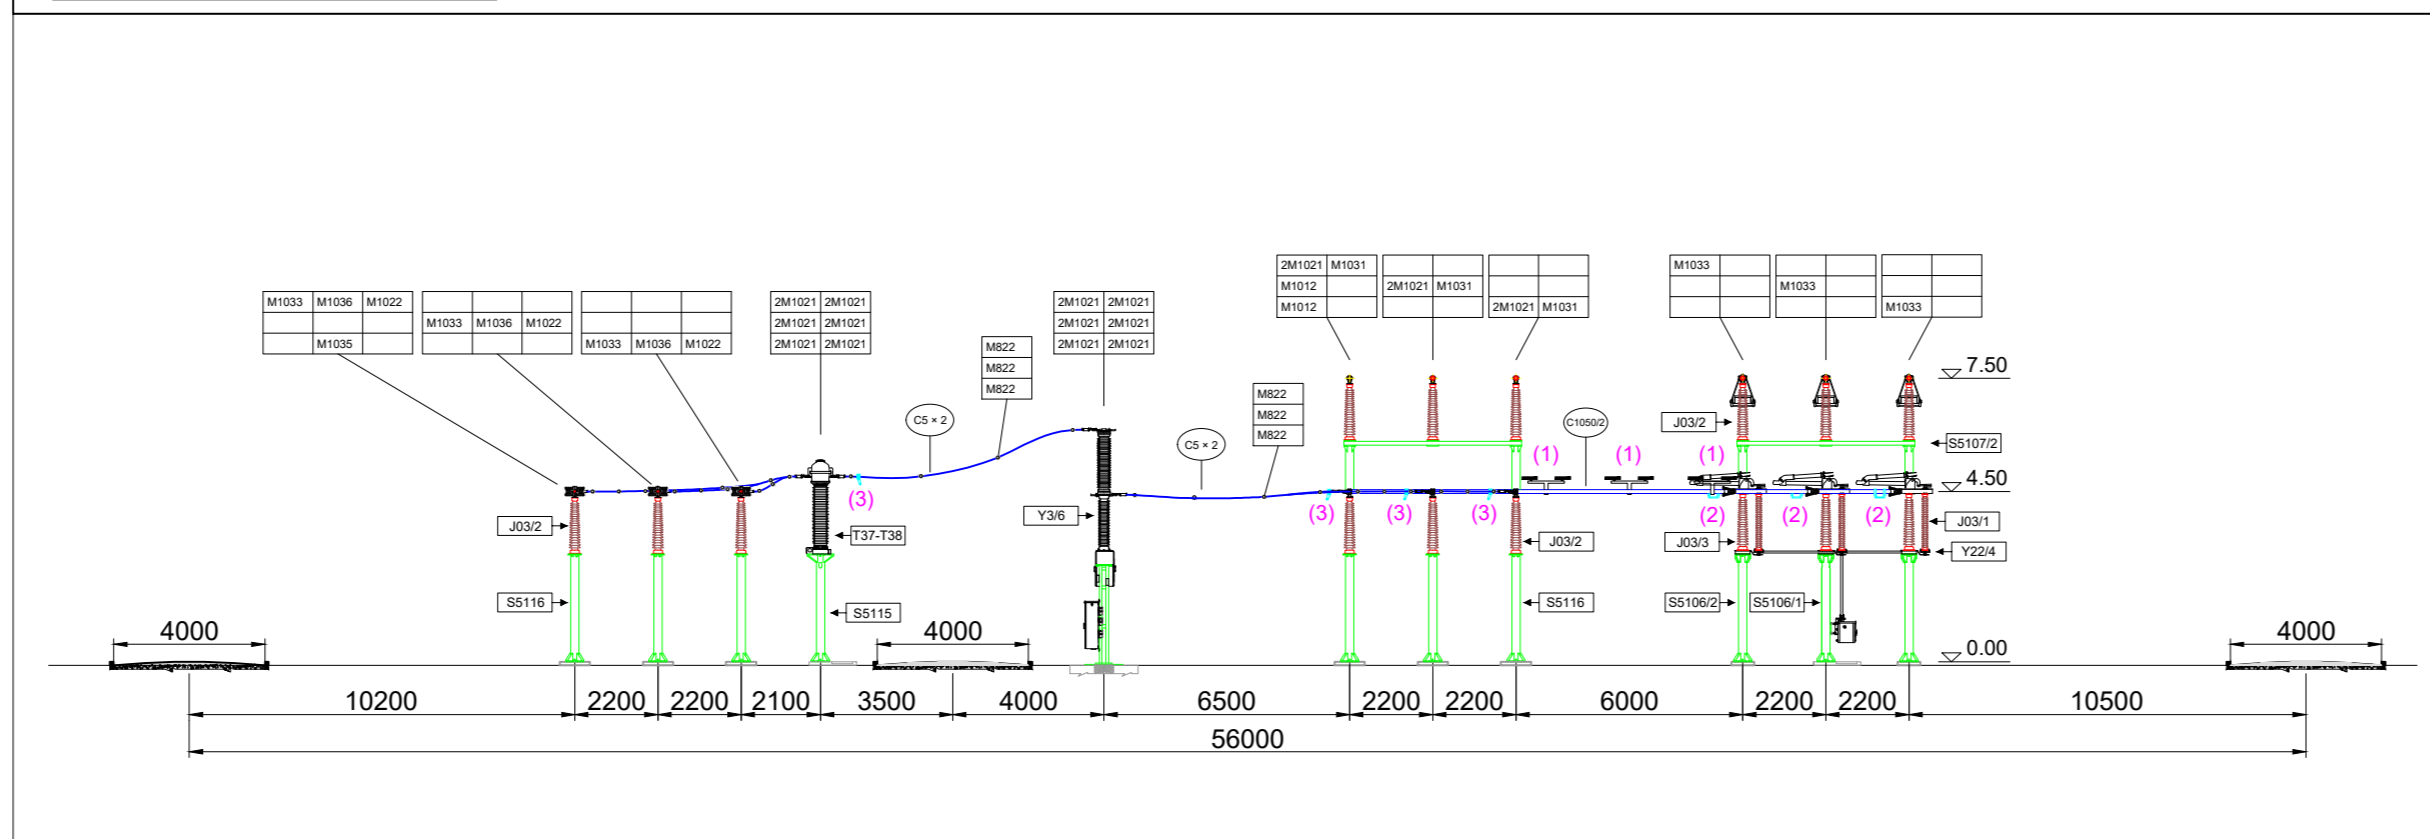 2M1021 M1031
M1012
M1012
2M1021 M1031
2M1021 M1031
M1033
M1033
M1033
M1033 M1036 M1022
M1035
M1033 M1036 M1022
M1033 M1036 M1022
2M1021 2M1021
2M1021 2M1021
2M1021 2M1021
2M1021 2M1021
2M1021 2M1021
2M1021 2M1021
M822
M822
M822
M822
M822
M822
7.50
C5 × 2
C5 × 2
C1050/2
J03/2
S5107/2
(1) (1) (1)
4.50
(3)
(3) (3) (3)
(2) (2) (2)
J03/2
T37-T38
Y3/6
J03/2
J03/3
J03/1
Y22/4
S5116
S5115
S5116
S5106/2
S5106/1
4000
4000
4000
0.00
10200 2200 2200 2100 3500 4000 6500 2200 2200 6000 2200 2200 10500
56000